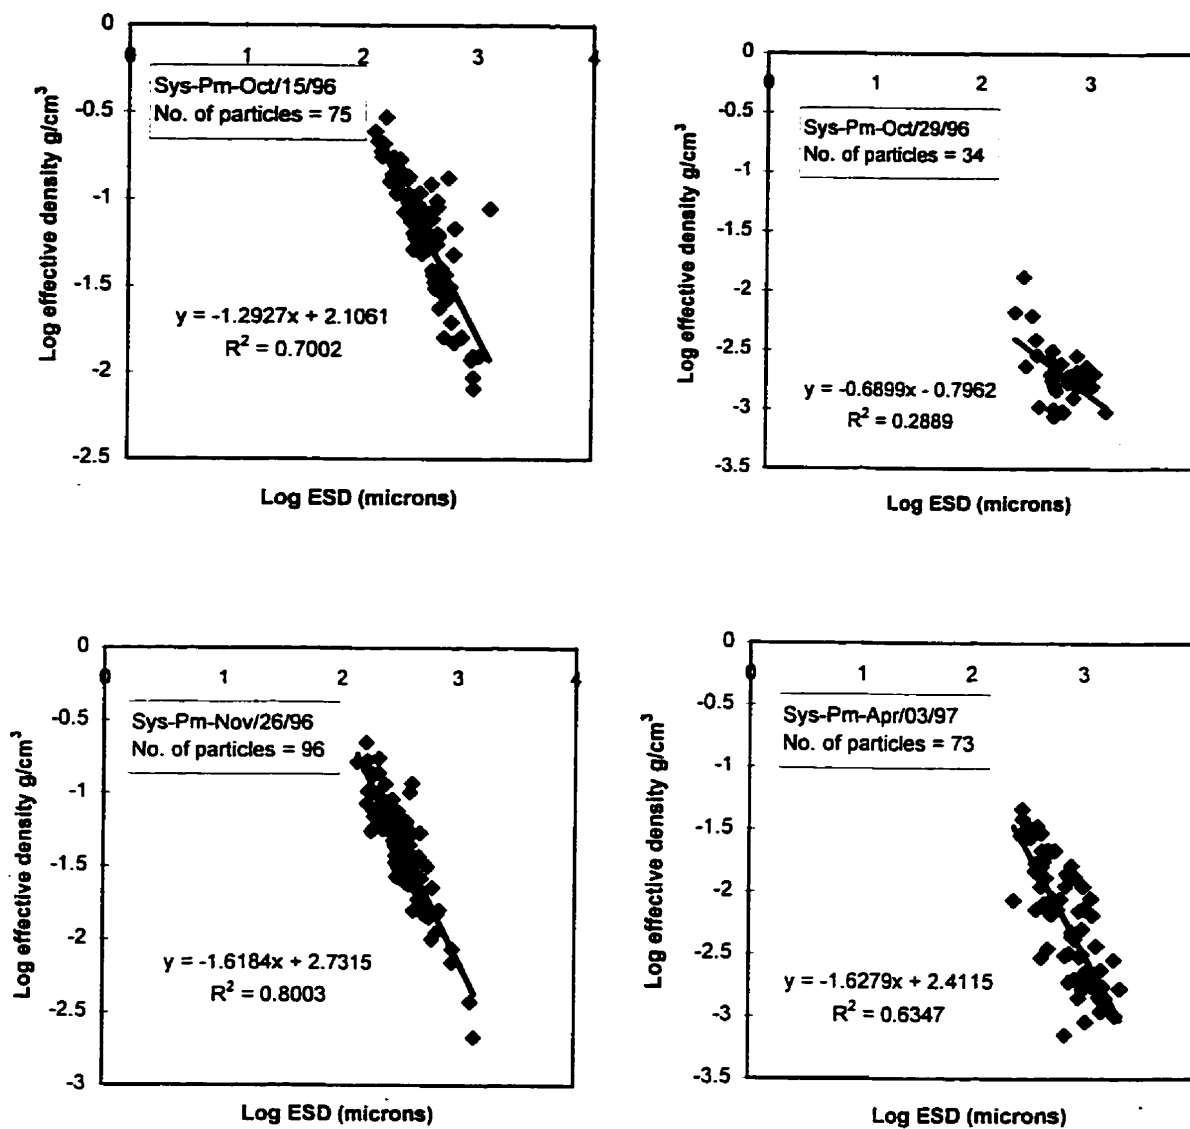 0
0
1
2
3
4
Sys-Pm-Oct/15/96
No. of particles = 75
-0.5
-1
-1.5
-2
-2.5
y = -1.2927x + 2.1061
R² = 0.7002
Log effective density g/cm³
Log ESD (microns)
0
0
1
2
3
Sys-Pm-Oct/29/96
No. of particles = 34
-0.5
-1
-1.5
-2
-2.5
-3
-3.5
y = -0.6899x - 0.7962
R² = 0.2889
Log effective density g/cm³
Log ESD (microns)
0
0
1
2
3
4
Sys-Pm-Nov/26/96
No. of particles = 96
-0.5
-1
-1.5
-2
-2.5
-3
y = -1.6184x + 2.7315
R² = 0.8003
Log effective density g/cm³
Log ESD (microns)
0
0
1
2
3
Sys-Pm-Apr/03/97
No. of particles = 73
-0.5
-1
-1.5
-2
-2.5
-3
-3.5
y = -1.6279x + 2.4115
R² = 0.6347
Log effective density g/cm³
Log ESD (microns)